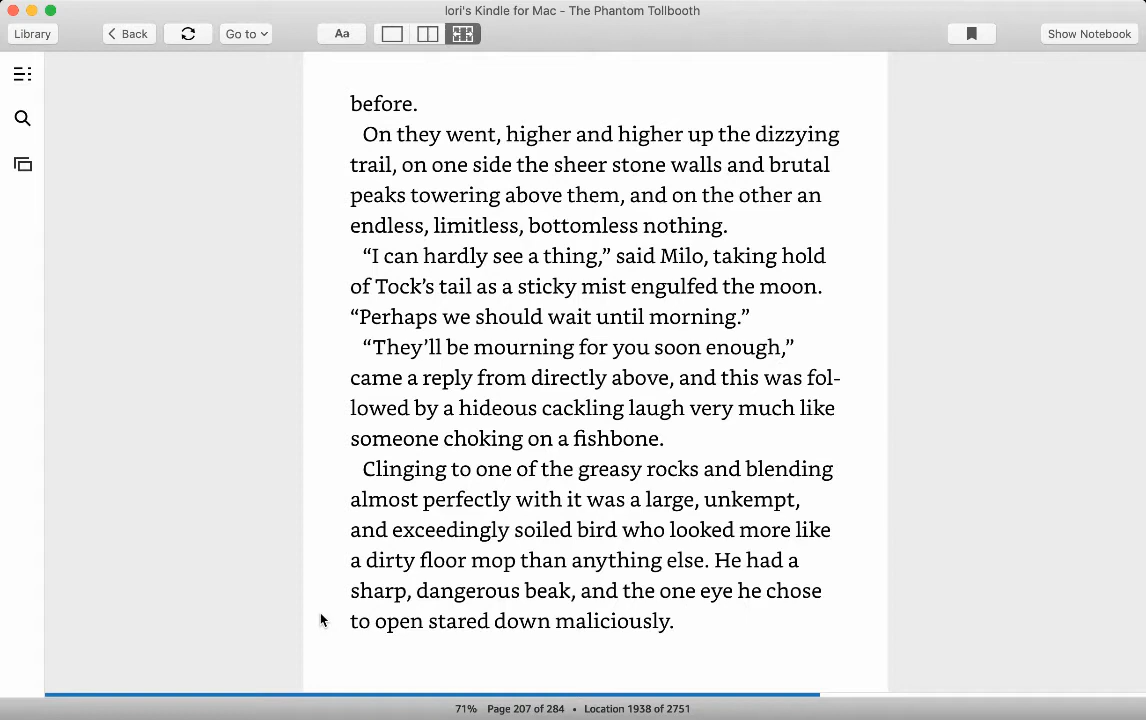 lori's Kindle for Mac - The Phantom Tollbooth
Library
Back
Go to
Aa
Show Notebook
before.
On they went, higher and higher up the dizzying
trail, on one side the sheer stone walls and brutal
peaks towering above them, and on the other an
endless, limitless, bottomless nothing.
“I can hardly see a thing,” said Milo, taking hold
of Tock’s tail as a sticky mist engulfed the moon.
“Perhaps we should wait until morning.”
“They’ll be mourning for you soon enough,”
came a reply from directly above, and this was fol-
lowed by a hideous cackling laugh very much like
someone choking on a fishbone.
Clinging to one of the greasy rocks and blending
almost perfectly with it was a large, unkempt,
and exceedingly soiled bird who looked more like
a dirty floor mop than anything else. He had a
sharp, dangerous beak, and the one eye he chose
to open stared down maliciously.
71% Page 207 of 284 • Location 1938 of 2751